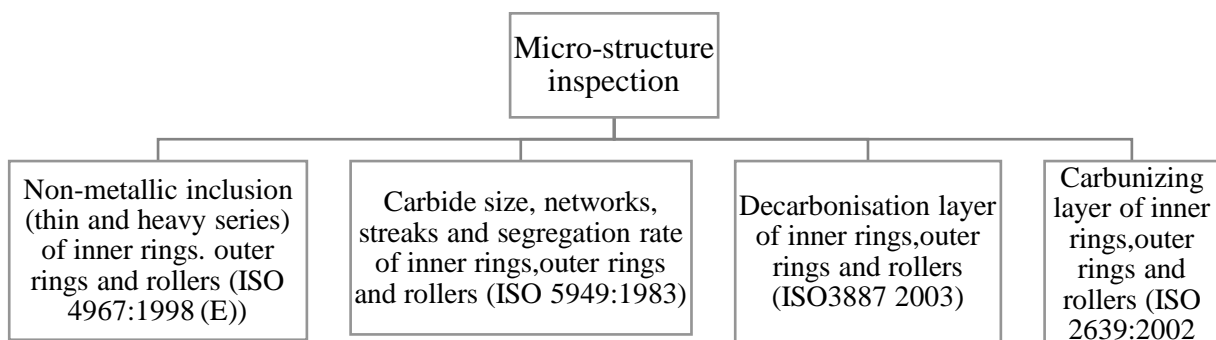 Micro-structure
inspection
Non-metallic inclusion
(thin and heavy series)
of inner rings. outer
rings and rollers (ISO
4967:1998 (E))
Carbide size, networks,
streaks and segregation rate
of inner rings,outer rings
and rollers (ISO 5949:1983)
Decarbonisation layer
of inner rings,outer
rings and rollers
(ISO3887 2003)
Carbunizing
layer of inner
rings,outer
rings and
rollers (ISO
2639:2002